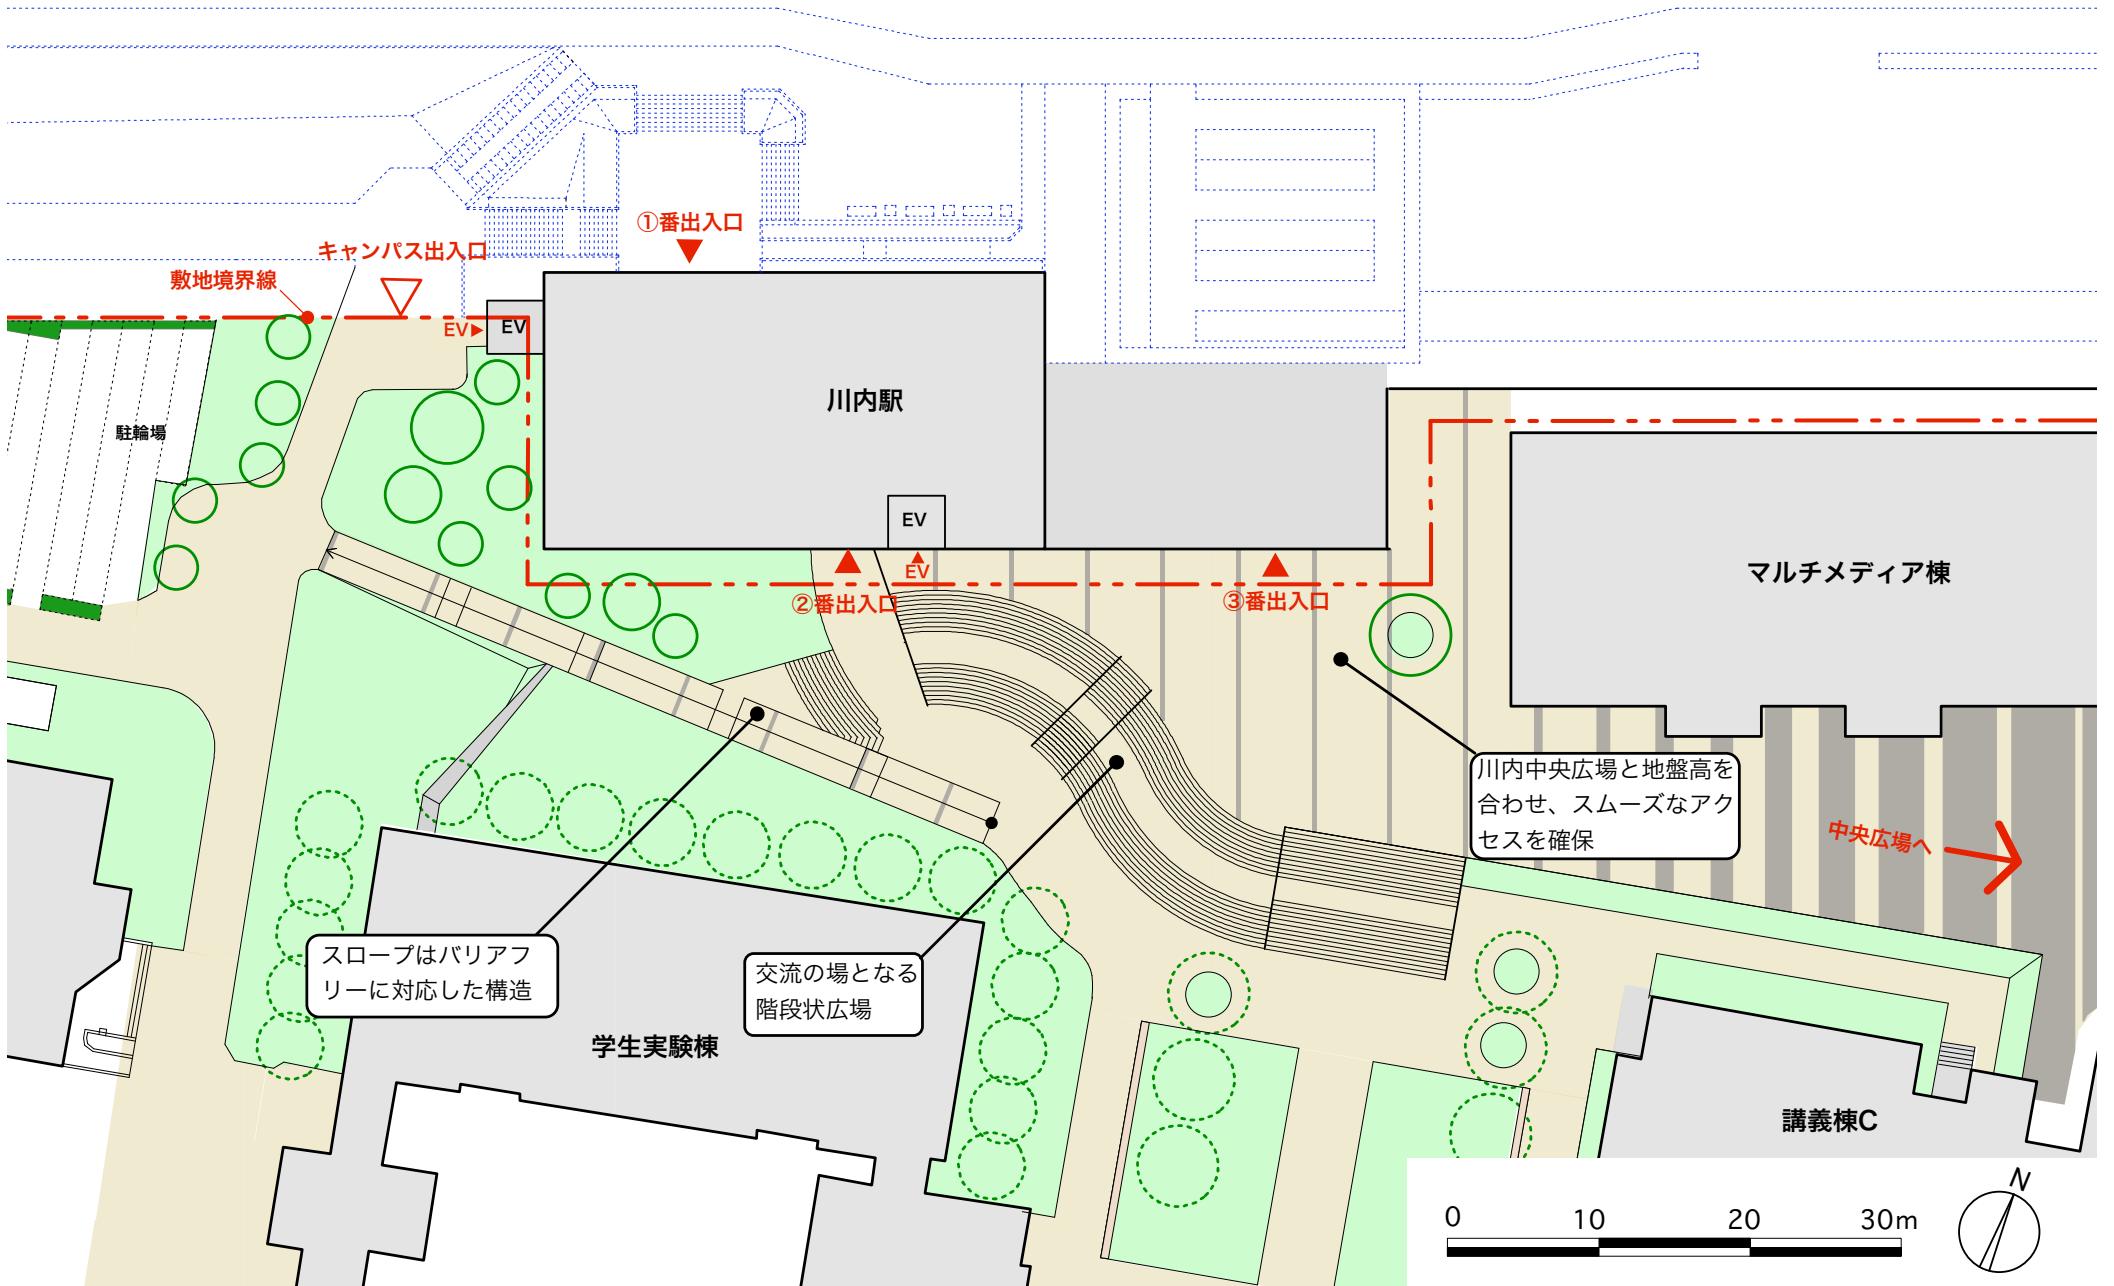 ①番出入口
キャンパス出入口
敷地境界線
EV
EV
川内駅
駐輪場
EV
EV
②番出入口
③番出入口
マルチメディア棟
川内中央広場と地盤高を
合わせ、スムーズなアク
セスを確保
中央広場へ
スロープはバリアフ
リーに対応した構造
交流の場となる
階段状広場
学生実験棟
講義棟C
N
0 10 20 30m